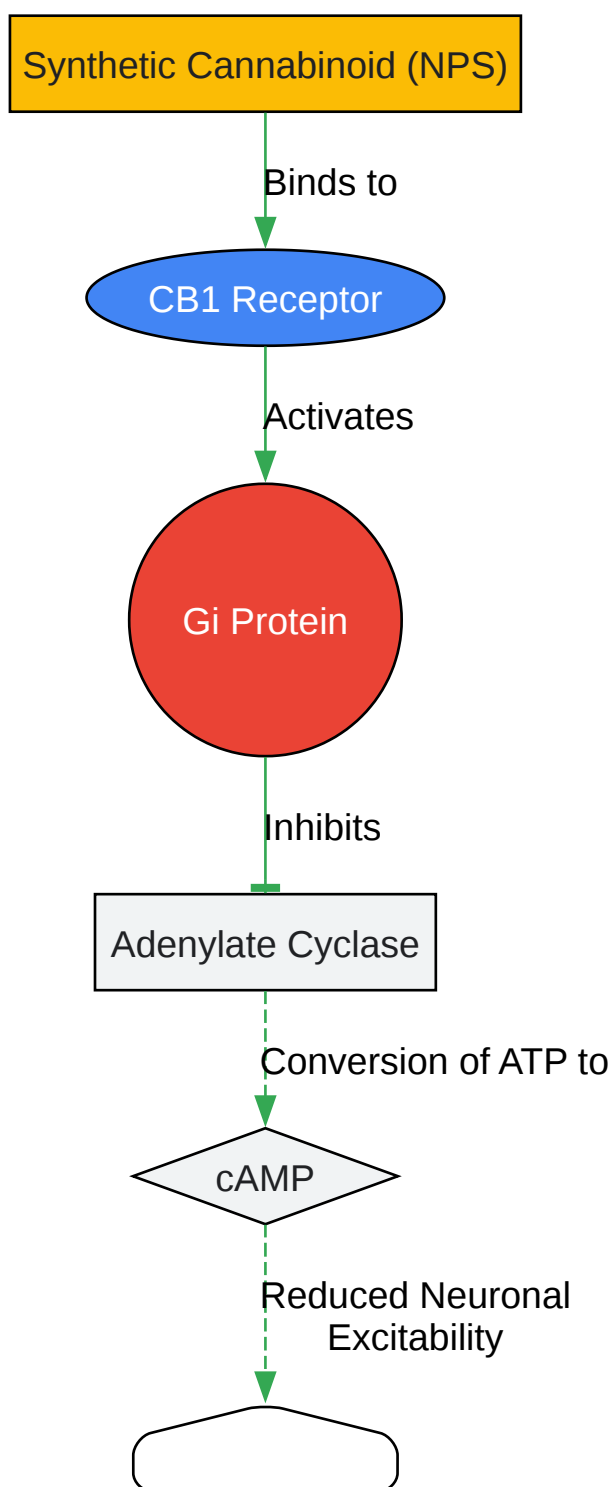 Synthetic Cannabinoid (NPS)
Binds to
CB1 Receptor
Activates
Gi Protein
Inhibits
Adenylate Cyclase
Conversion of ATP to
cAMP
Reduced Neuronal
Excitability